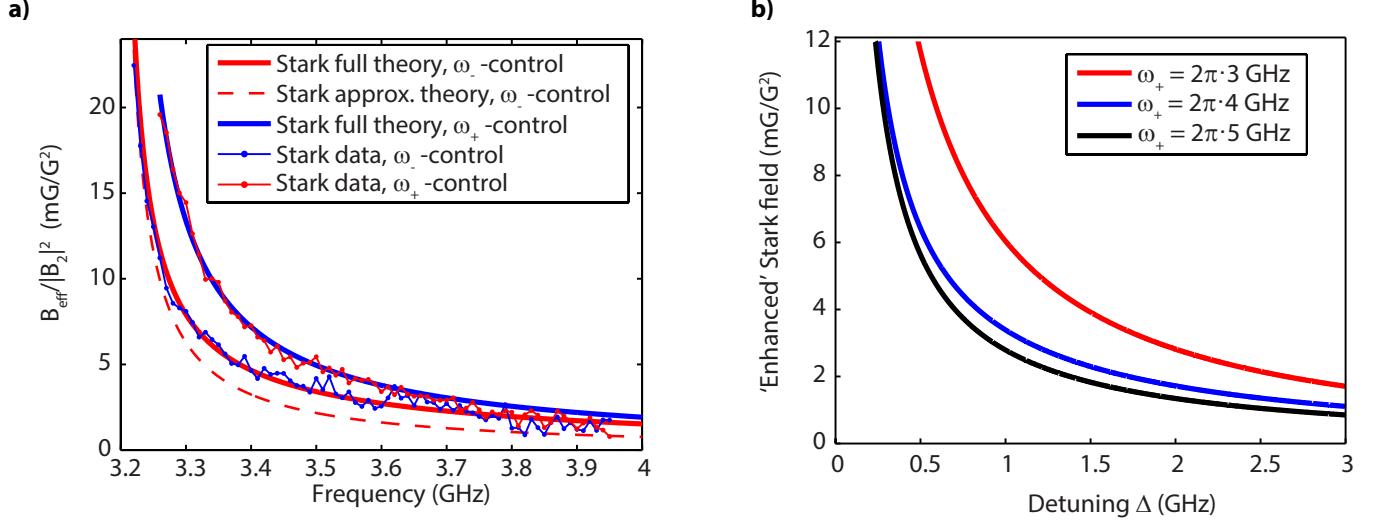 a)
Stark full theory, ω₋ -control
Stark approx. theory, ω₋ -control
Stark full theory, ω₊ -control
Stark data, ω₋ -control
Stark data, ω₊ -control
20
15
10
5
0
B_eff/|B₂|² (mG/G²)
3.2 3.3 3.4 3.5 3.6 3.7 3.8 3.9 4
Frequency (GHz)
b)
ω₊ = 2π·3 GHz
ω₊ = 2π·4 GHz
ω₊ = 2π·5 GHz
12
10
8
6
4
2
0
'Enhanced' Stark field (mG/G²)
0 0.5 1 1.5 2 2.5 3
Detuning Δ (GHz)